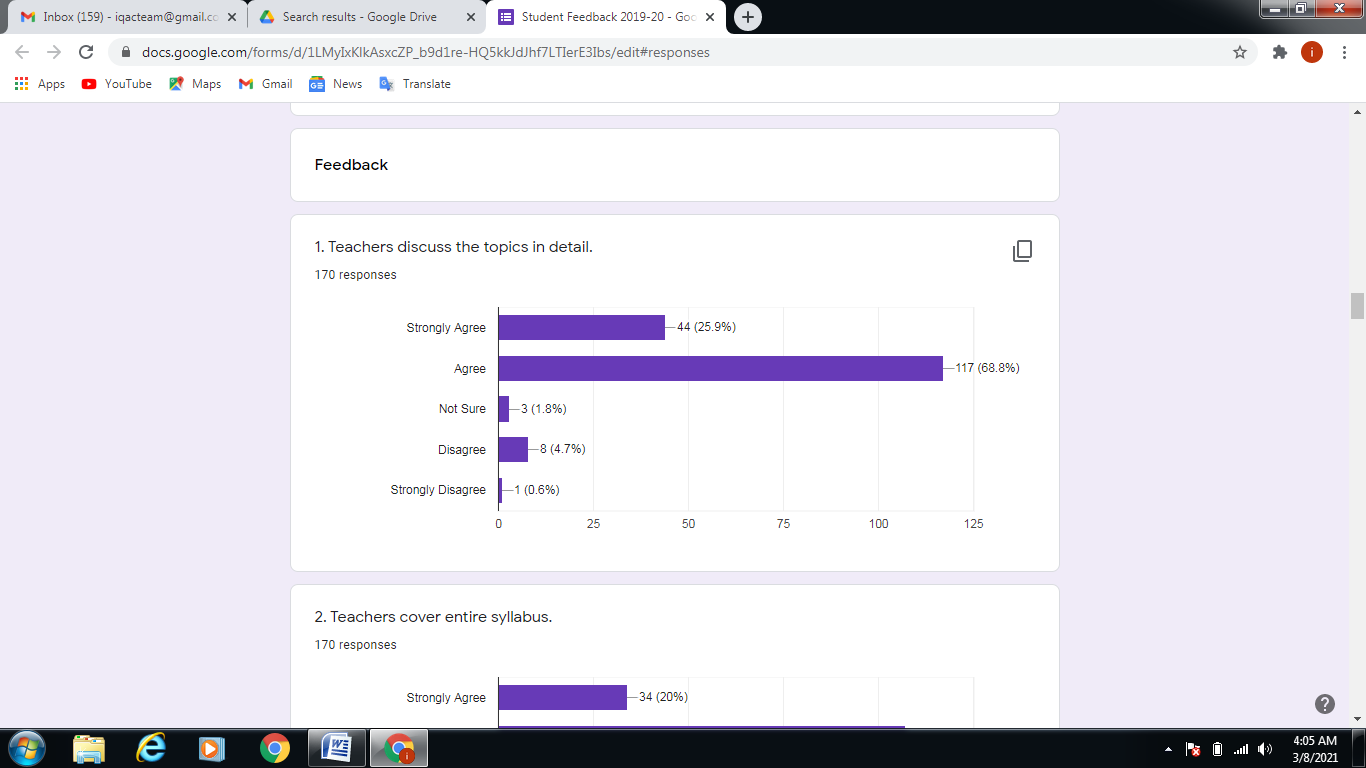 Inbox (159) - iqacteam@gmail.co
Search results - Google Drive
Student Feedback 2019-20 - Goo
docs.google.com/forms/d/1LMyIxKlkAsxcZP_b9d1re-HQ5kkJdJhf7LTIerE3Ibs/edit#responses
i
Apps YouTube Maps Gmail News Translate
Feedback
1. Teachers discuss the topics in detail.
170 responses
Strongly Agree 44 (25.9%)
Agree 117 (68.8%)
Not Sure 3 (1.8%)
Disagree 8 (4.7%)
Strongly Disagree 1 (0.6%)
0 25 50 75 100 125
2. Teachers cover entire syllabus.
170 responses
Strongly Agree 34 (20%)
4:05 AM
3/8/2021